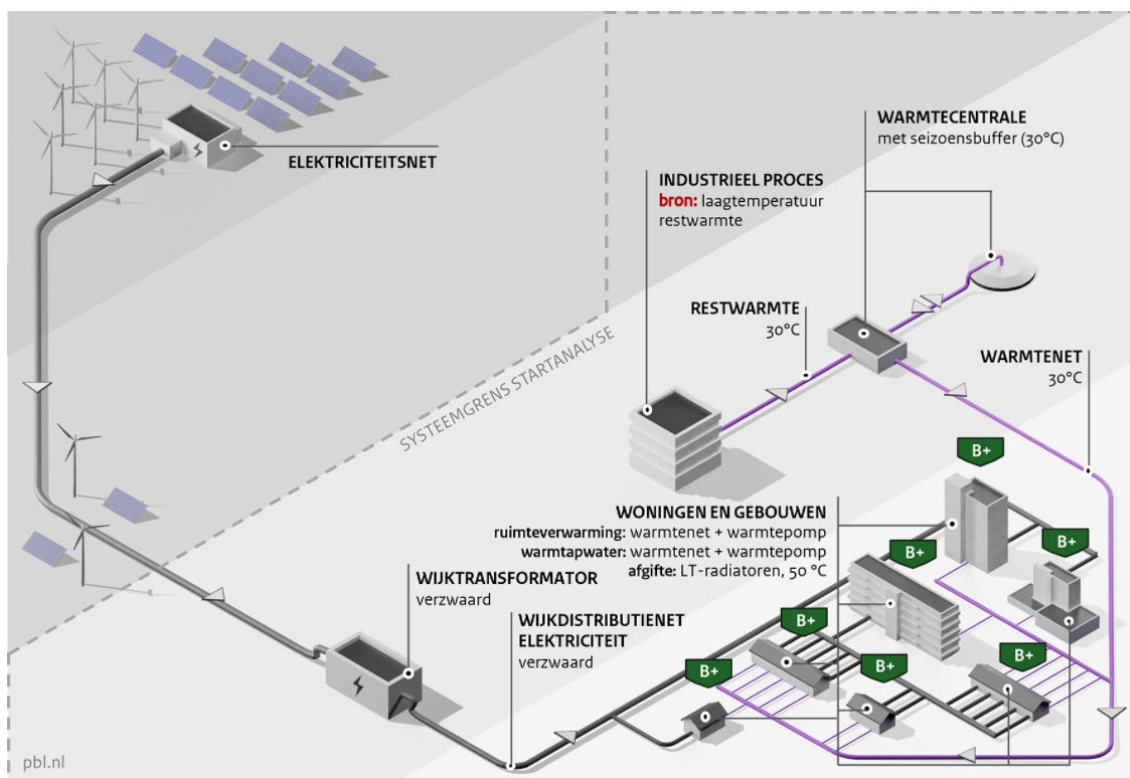 ELEKTRICITEITSNET
WARMTECENTRALE
met seizoensbuffer (30°C)
INDUSTRIEEL PROCES
bron: laagtemperatuur
restwarmte
RESTWARMTE
30°C
WARMTENET
30°C
SYSTEEMGRENS STARTANALYSE
B+
WONINGEN EN GEBOUWEN
ruimteverwarming: warmtenet + warmtepomp
warmtapwater: warmtenet + warmtepomp
afgifte: LT-radiatoren, 50 °C
B+
B+
WIJKTRANSFORMATOR
verzwaard
WIJKDISTRIBUTIENET
ELEKTRICITEIT
verzwaard
B+
B+
B+
B+
pbl.nl